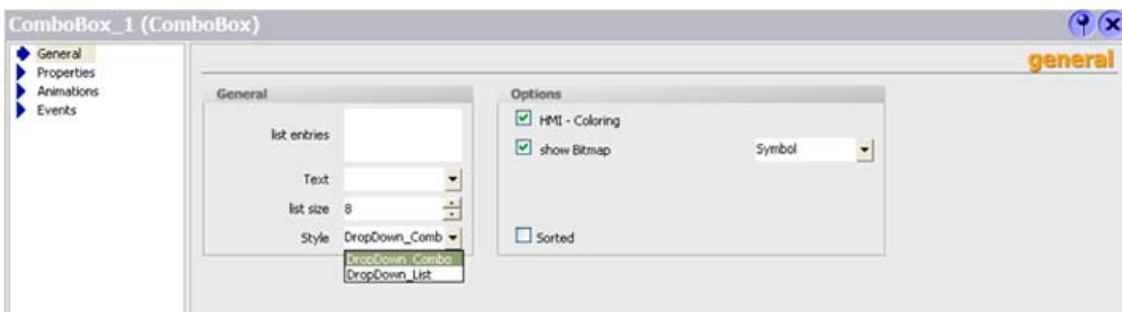 ComboBox_1 (ComboBox)
General
Properties
Animations
Events
general
General
list entries
Text
list size 8
Style DropDown_Comb
DropDown_Combo
DropDown_List
Options
HMI - Coloring
show Bitmap Symbol
Sorted